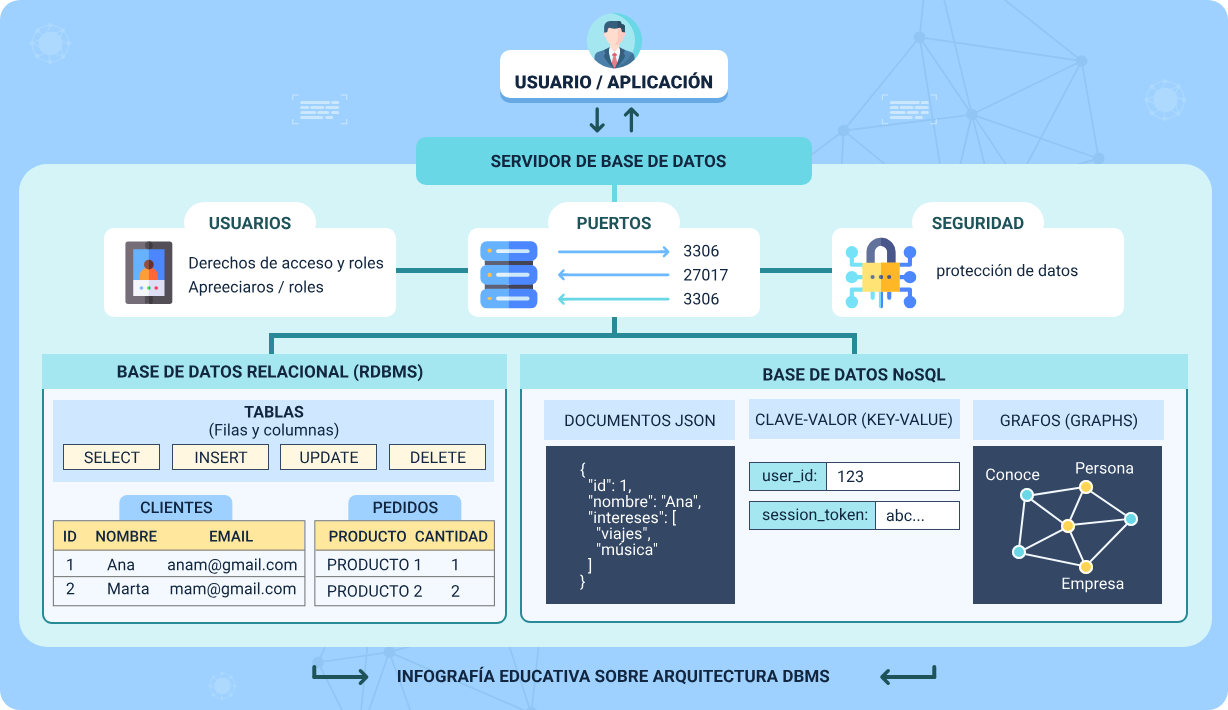 USUARIO / APLICACIÓN
SERVIDOR DE BASE DE DATOS
USUARIOS
Derechos de acceso y roles
Apreeciaros / roles
PUERTOS
3306
27017
3306
SEGURIDAD
protección de datos
BASE DE DATOS RELACIONAL (RDBMS)
TABLAS
(Filas y columnas)
SELECT INSERT UPDATE DELETE
CLIENTES
ID NOMBRE EMAIL
1 Ana anam@gmail.com
2 Marta mam@gmail.com
PEDIDOS
PRODUCTO CANTIDAD
PRODUCTO 1 1
PRODUCTO 2 2
BASE DE DATOS NoSQL
DOCUMENTOS JSON
{
"id": 1,
"nombre": "Ana",
"intereses": [
"viajes",
"música"
]
}
CLAVE-VALOR (KEY-VALUE)
user_id: 123
session_token: abc...
GRAFOS (GRAPHS)
Persona
Conoce
Empresa
INFOGRAFÍA EDUCATIVA SOBRE ARQUITECTURA DBMS